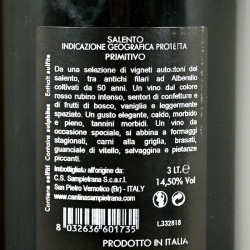 SALENTO
INDICAZIONE GEOGRAFICA PROTETTA
PRIMITIVO
Da una selezione di vigneti autoctoni del
salento, tra antichi filari ad Alberello
coltivati da 50 anni. Un vino dal colore
rosso rubino intenso, sentori di confetture e
di frutti di bosco, vaniglia e leggermente
speziato. Un gusto elegante, caldo, morbido
e pieno, tannini morbidi. Un vino da
occasione speciale, si abbina a formaggi
stagionati, carni alla griglia, brasati,
guanciale di vitello, selvaggina e pietanze
piccanti.
Imbottigliato all'origine da:
C.S. Sampietrana S.c.a.r.l.
San Pietro Vernotico (Br) - ITALY
www.cantinasampietrana.com
3 LT.e
14,50% Vol
8 032636 601735
L332818
PRODOTTO IN ITALIA
Contiene solfiti Contains sulphites Enthält sulfite